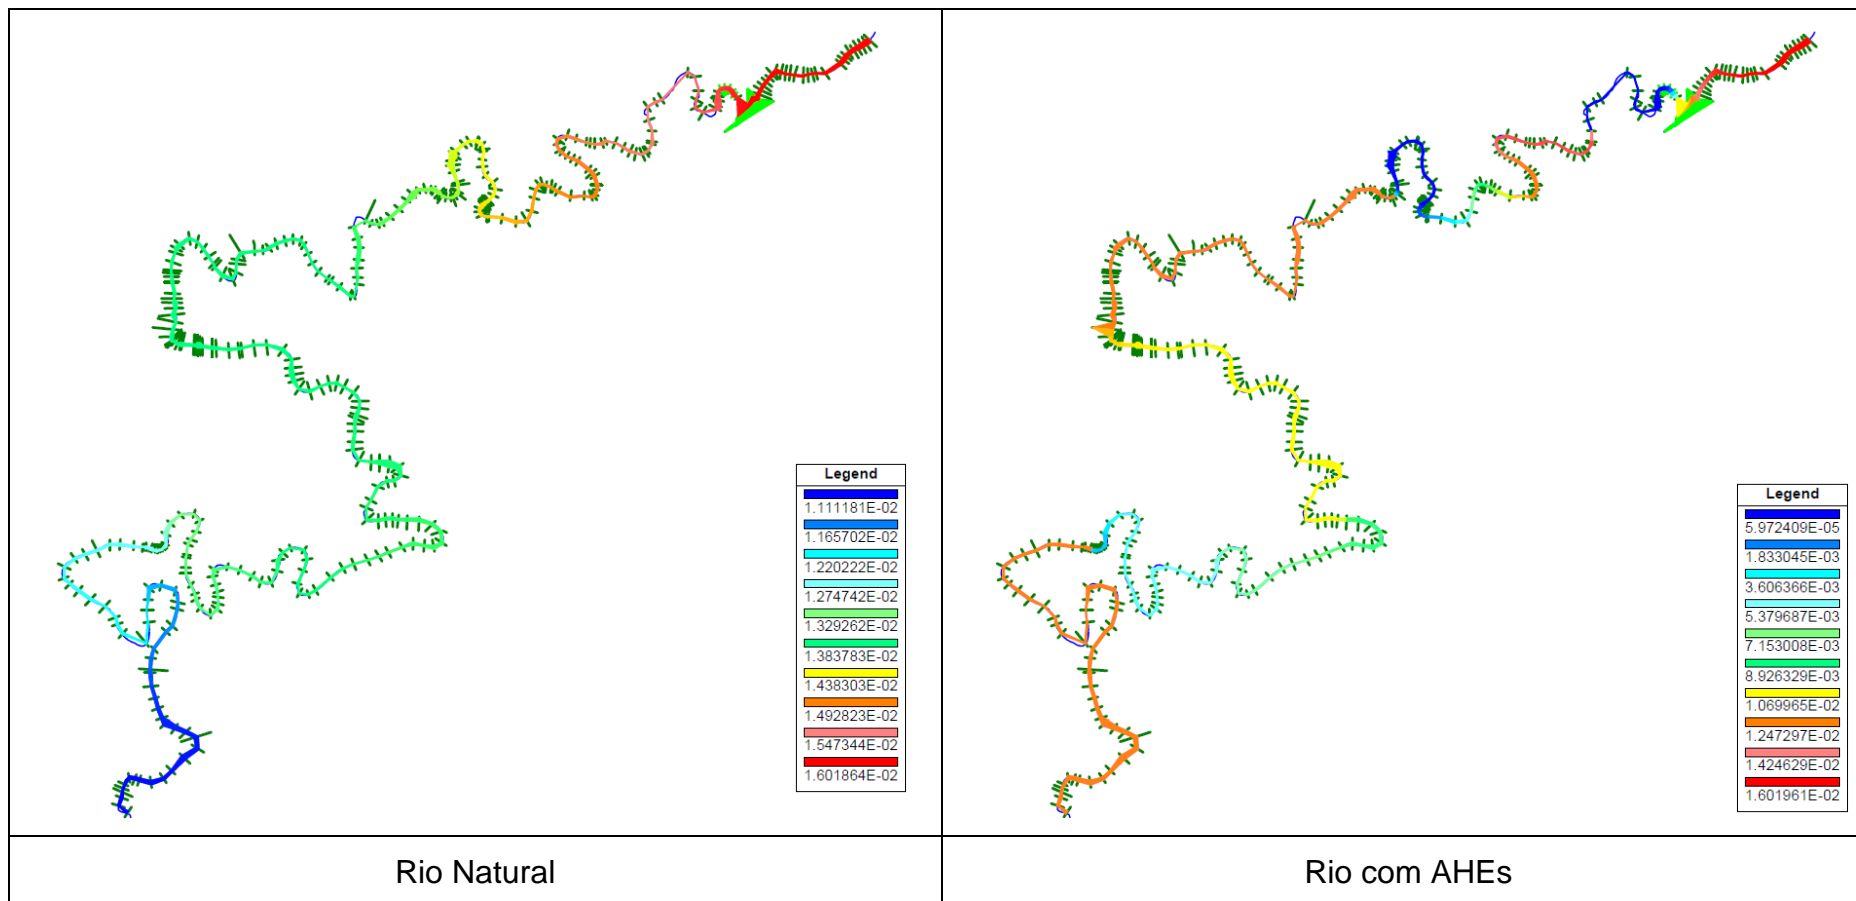 Legend
1.111181E-02
1.165702E-02
1.220222E-02
1.274742E-02
1.329262E-02
1.383783E-02
1.438303E-02
1.492823E-02
1.547344E-02
1.601864E-02
Legend
5.972409E-05
1.833045E-03
3.606366E-03
5.379687E-03
7.153008E-03
8.926329E-03
1.069965E-02
1.247297E-02
1.424629E-02
1.601961E-02
Rio Natural
Rio com AHEs